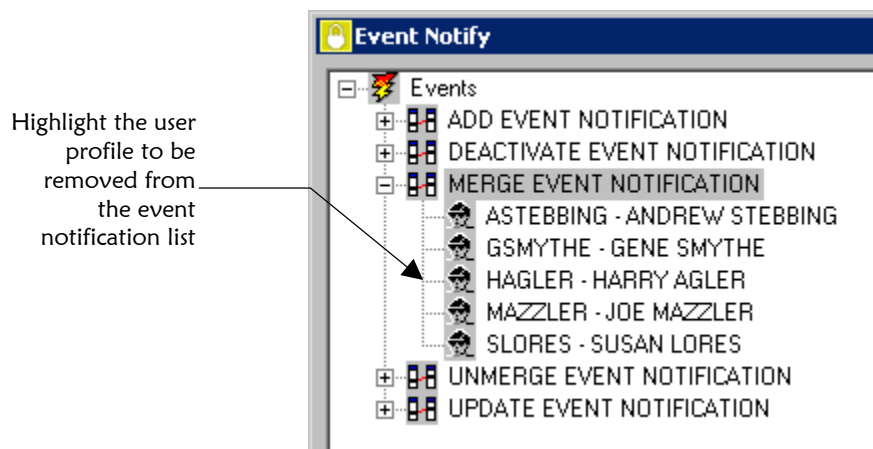 Event Notify
Events
ADD EVENT NOTIFICATION
DEACTIVATE EVENT NOTIFICATION
MERGE EVENT NOTIFICATION
ASTEBBING - ANDREW STEBBING
GSMYTHE - GENE SMYTHE
HAGLER - HARRY AGLER
MAZZLER - JOE MAZZLER
SLORES - SUSAN LORES
UNMERGE EVENT NOTIFICATION
UPDATE EVENT NOTIFICATION
Highlight the user
profile to be
removed from
the event
notification list